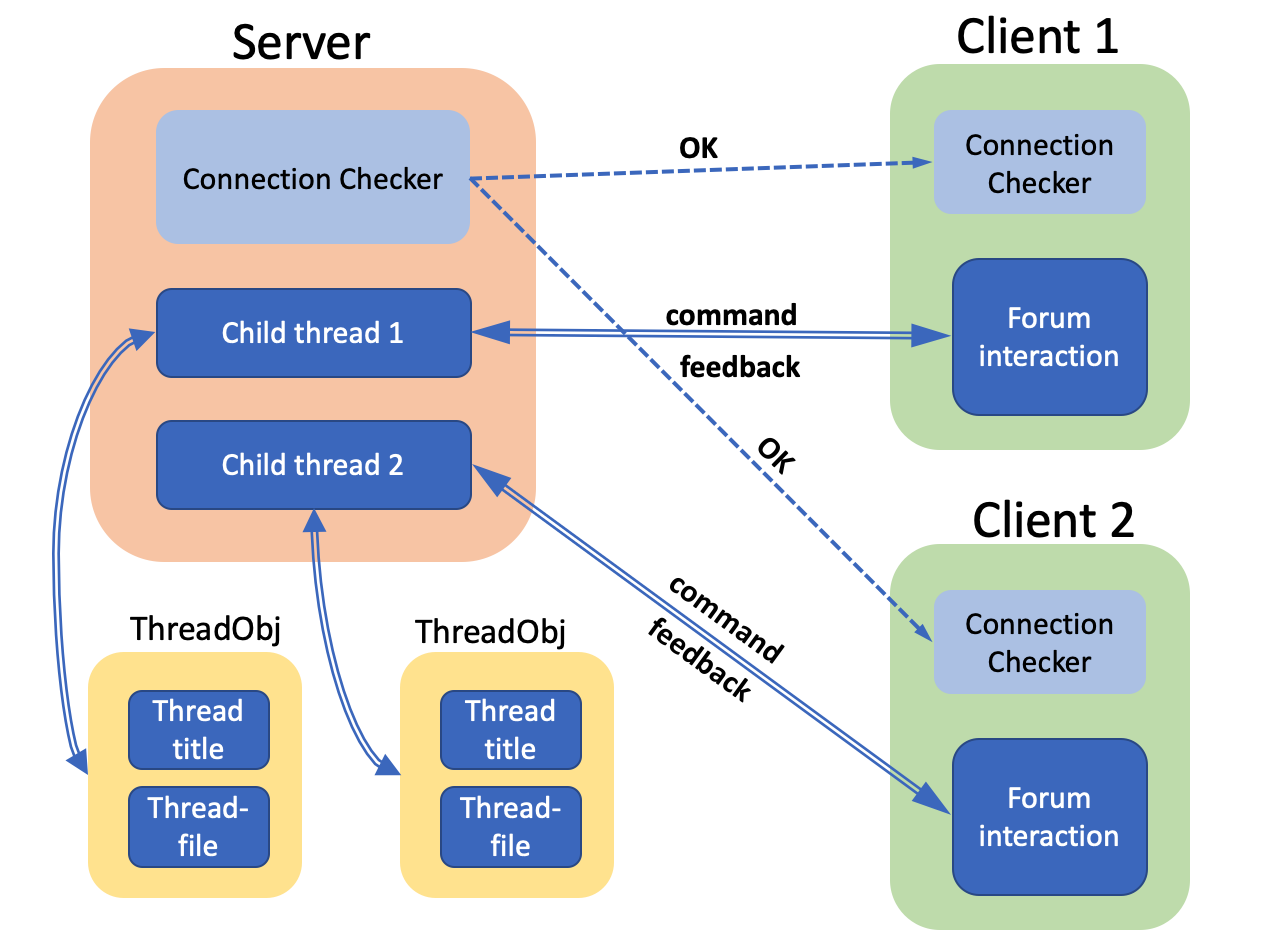 Server
Connection Checker
Child thread 1
Child thread 2
OK
command
feedback
OK
command
feedback
Client 1
Connection
Checker
Forum
interaction
Client 2
Connection
Checker
Forum
interaction
ThreadObj
Thread
title
Thread-
file
ThreadObj
Thread
title
Thread-
file